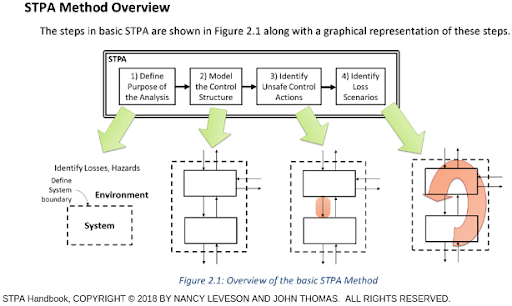 STPA Method Overview
The steps in basic STPA are shown in Figure 2.1 along with a graphical representation of these steps.
STPA
1) Define
Purpose of
the Analysis
2) Model
the Control
Structure
3) Identify
Unsafe Control
Actions
4) Identify
Loss
Scenarios
Identify Losses, Hazards
Define
System
boundary
Environment
System
Figure 2.1: Overview of the basic STPA Method
STPA Handbook, COPYRIGHT © 2018 BY NANCY LEVESON AND JOHN THOMAS. ALL RIGHTS RESERVED.